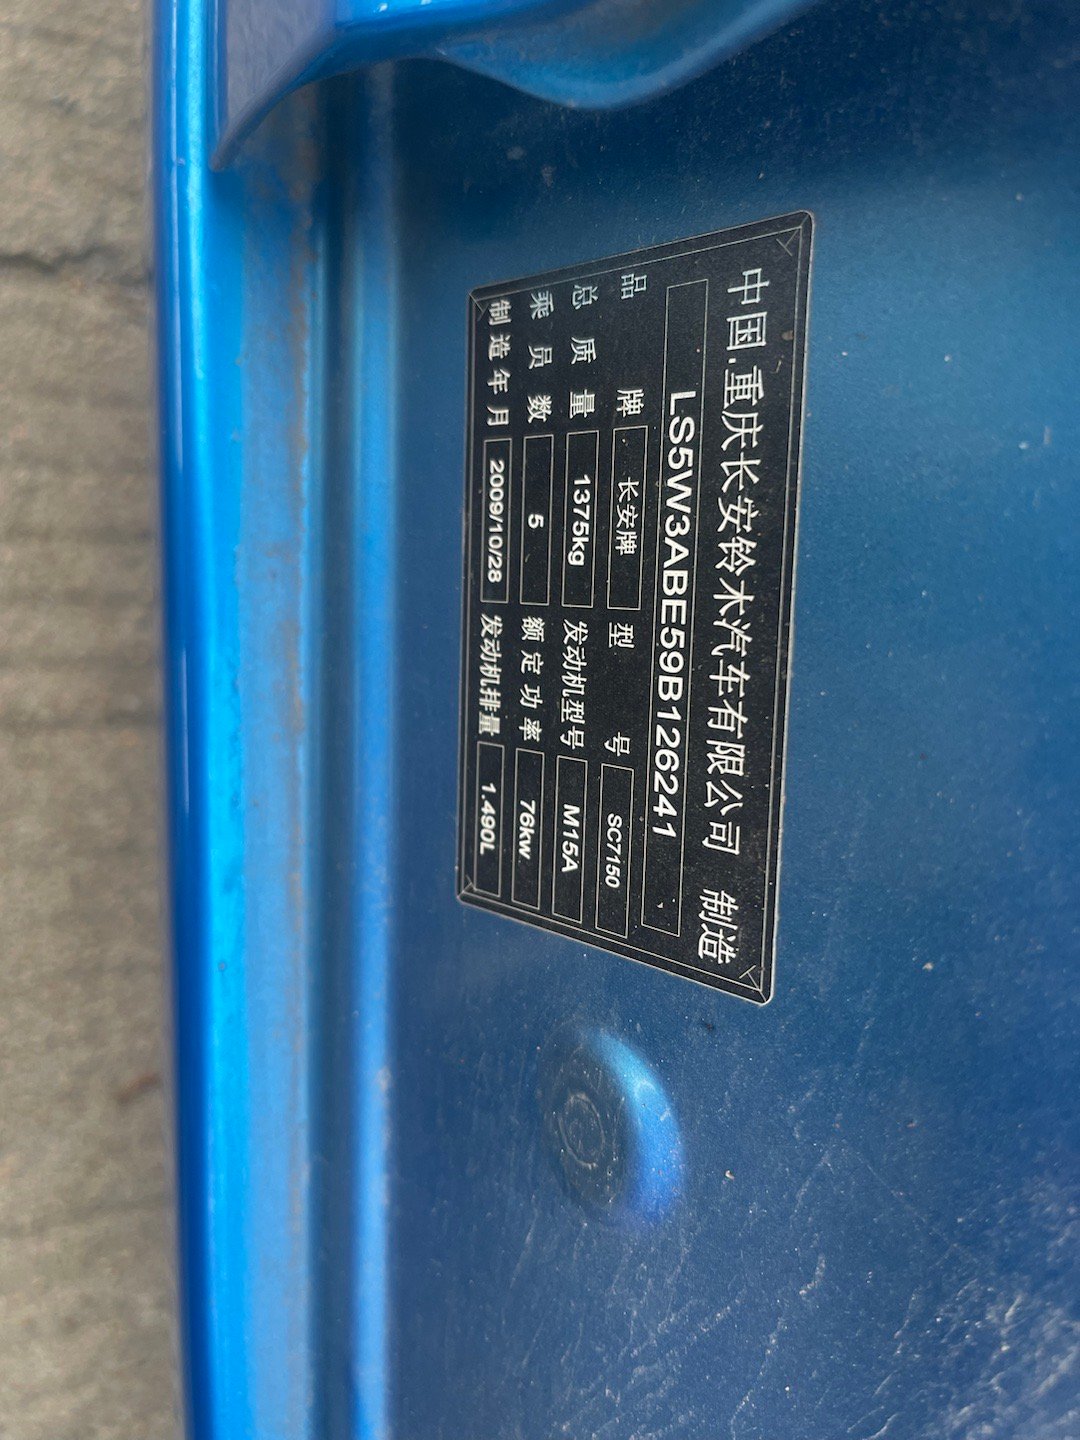 中国.重庆长安铃木汽车有限公司 制造
LS5W3ABE59B126241
品牌 长安牌 型号 SC7150
总质量 1375kg 发动机型号 M15A
乘员数 5 额定功率 76kw
制造年月 2009/10/28 发动机排量 1.490L